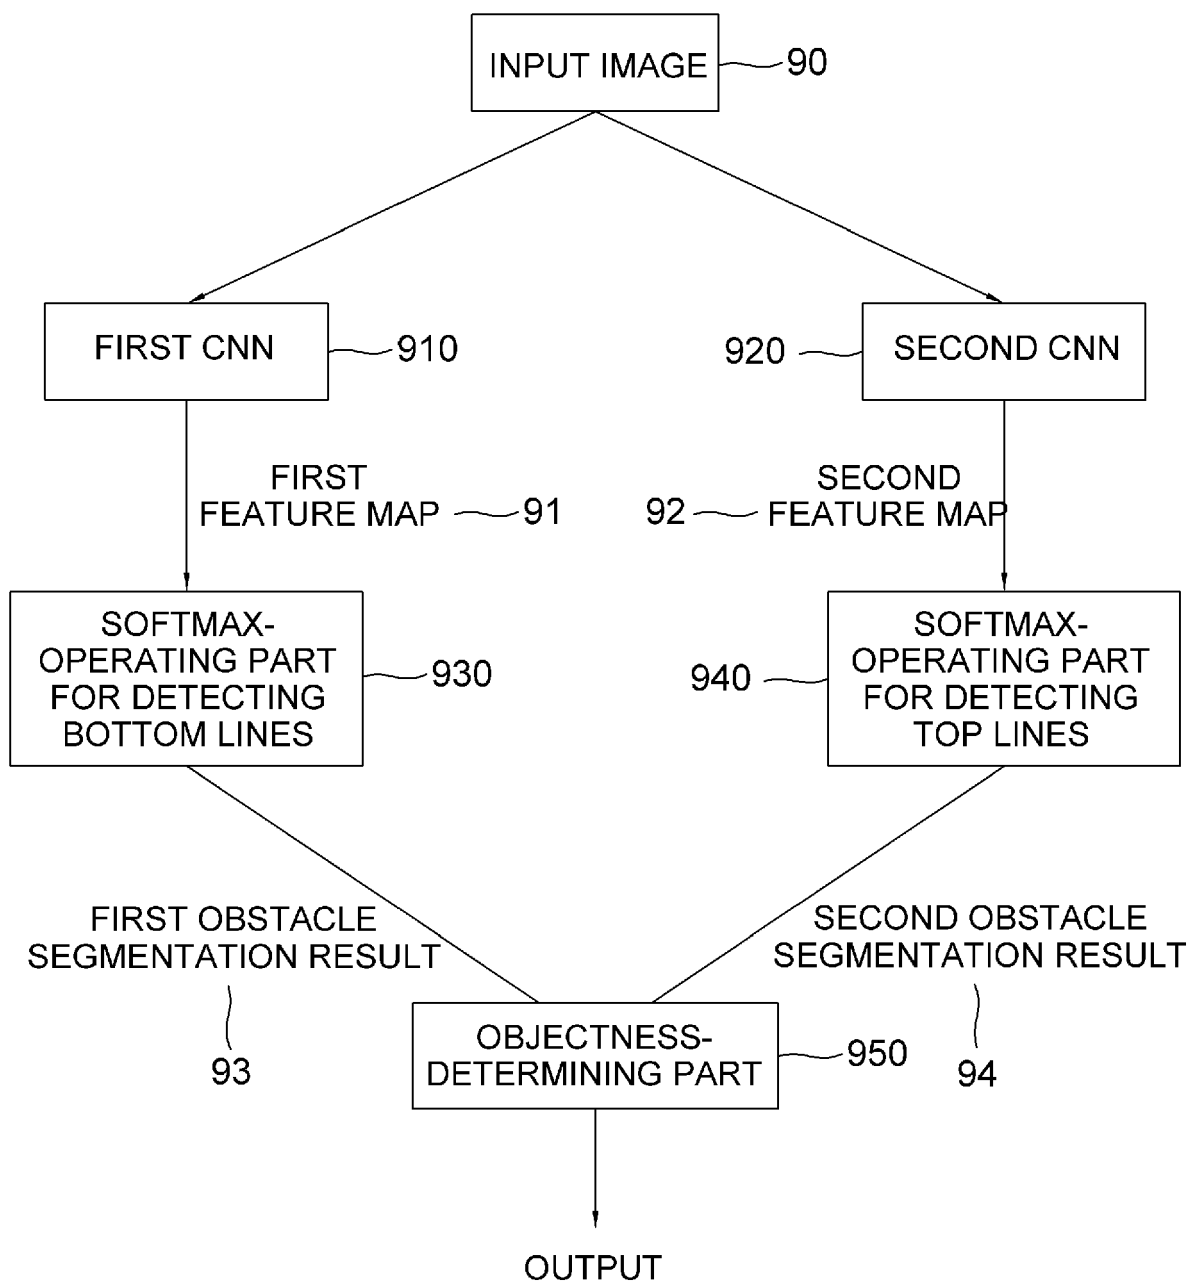 INPUT IMAGE
90
FIRST CNN
910
920
SECOND CNN
FIRST
FEATURE MAP
91
92
SECOND
FEATURE MAP
SOFTMAX-
OPERATING PART
FOR DETECTING
BOTTOM LINES
930
940
SOFTMAX-
OPERATING PART
FOR DETECTING
TOP LINES
FIRST OBSTACLE
SEGMENTATION RESULT
93
SECOND OBSTACLE
SEGMENTATION RESULT
94
OBJECTNESS-
DETERMINING PART
950
OUTPUT